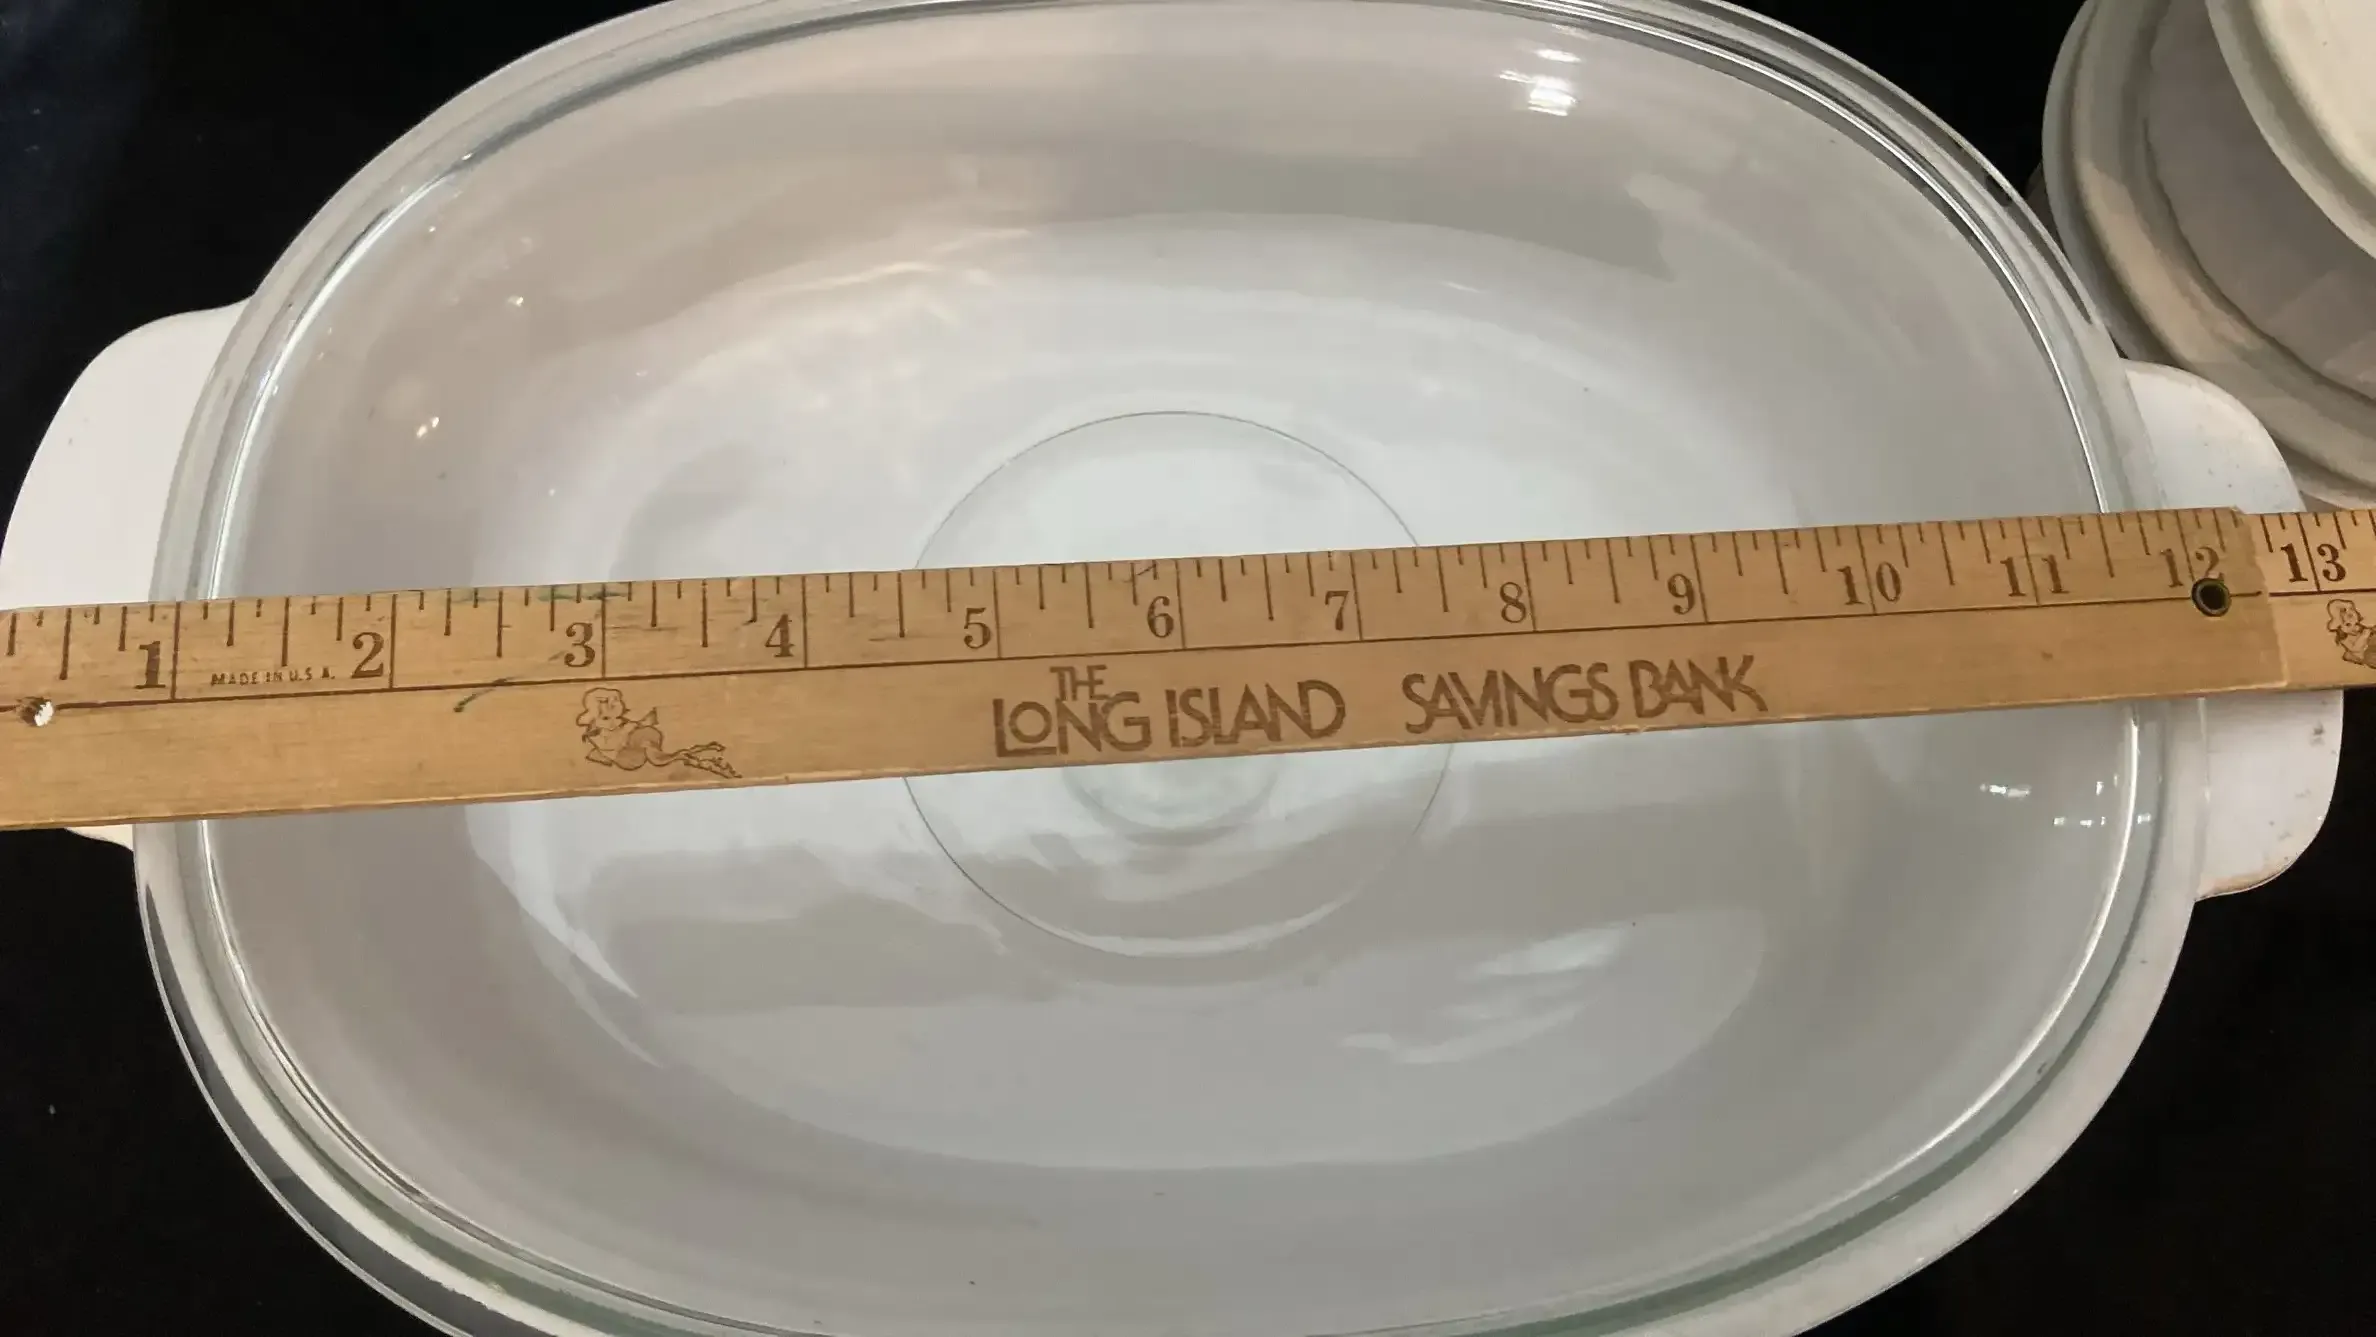 1 2 3 4 5 6 7 8 9 10 11 12 13
MADE IN U.S.A.
THE
LONG ISLAND SAVINGS BANK